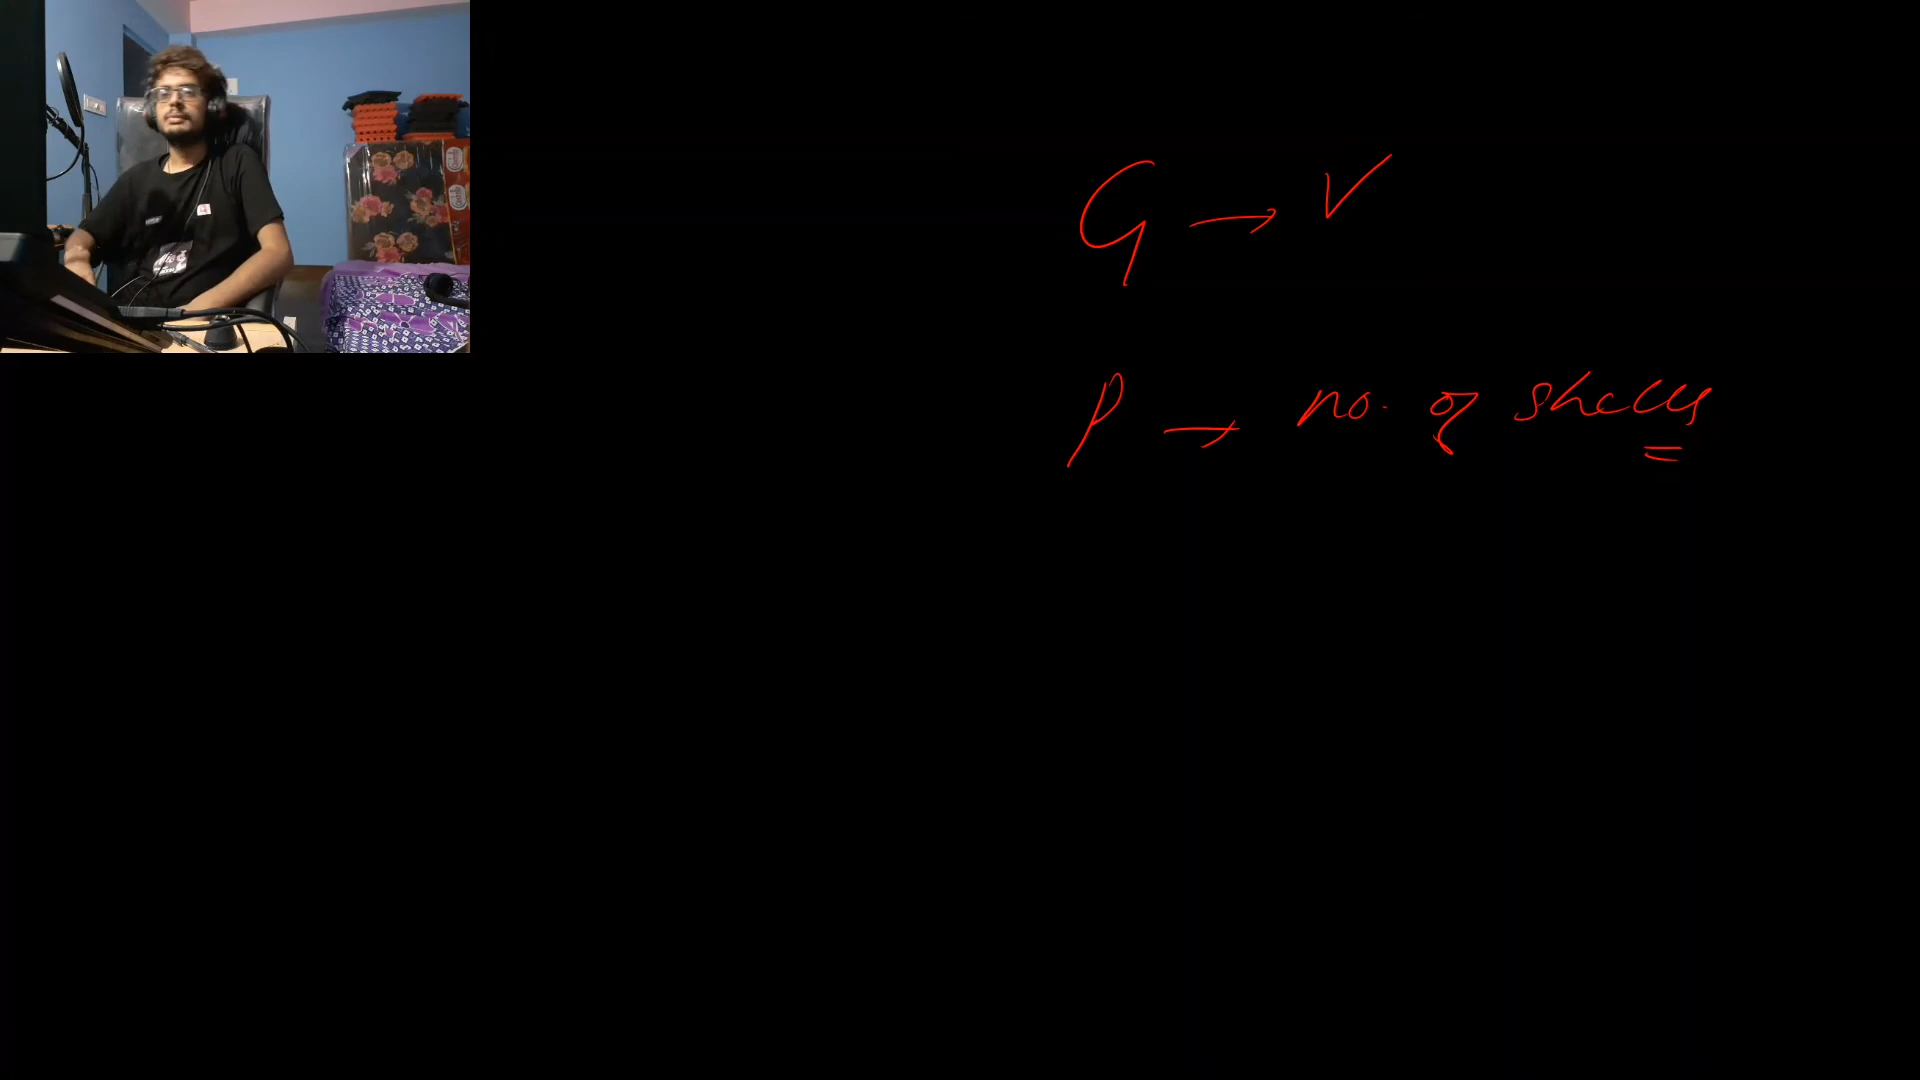 G → V
P → no. of shells